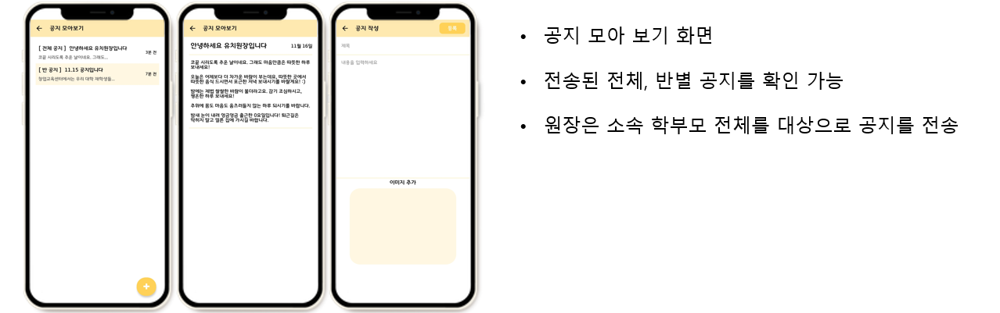 공지 모아보기
[ 전체 공지 ] 안녕하세요 유치원장입니다
3분 전
코끝 시리도록 추운 날이네요. 그래도...
[ 반 공지 ] 11.15 공지입니다
7분 전
창업교육센터에서는 우리 대학 재학생들...
+
공지 모아보기
안녕하세요 유치원장입니다
11월 16일
코끝 시리도록 추운 날이네요. 그래도 마음만큼은 따뜻한 하루
보내세요!
오늘은 어제보다 더 차가운 바람이 부는데요, 따뜻한 곳에서
따뜻한 음식 드시면서 포근한 저녁 보내시기를 바랄게요! :)
밤에는 제법 쌀쌀한 바람이 불더라고요. 감기 조심하시고,
평온한 하루 보내세요!
추위에 몸도 마음도 움츠러들지 않는 하루 되시기를 바랍니다.
밤새 눈이 내려 엉금엉금 출근한 0요일입니다! 퇴근길은
막히지 말고 얼른 집에 가시길 바랍니다.
공지 작성
등록
제목
내용을 입력하세요
이미지 추가
• 공지 모아 보기 화면
• 전송된 전체, 반별 공지를 확인 가능
• 원장은 소속 학부모 전체를 대상으로 공지를 전송